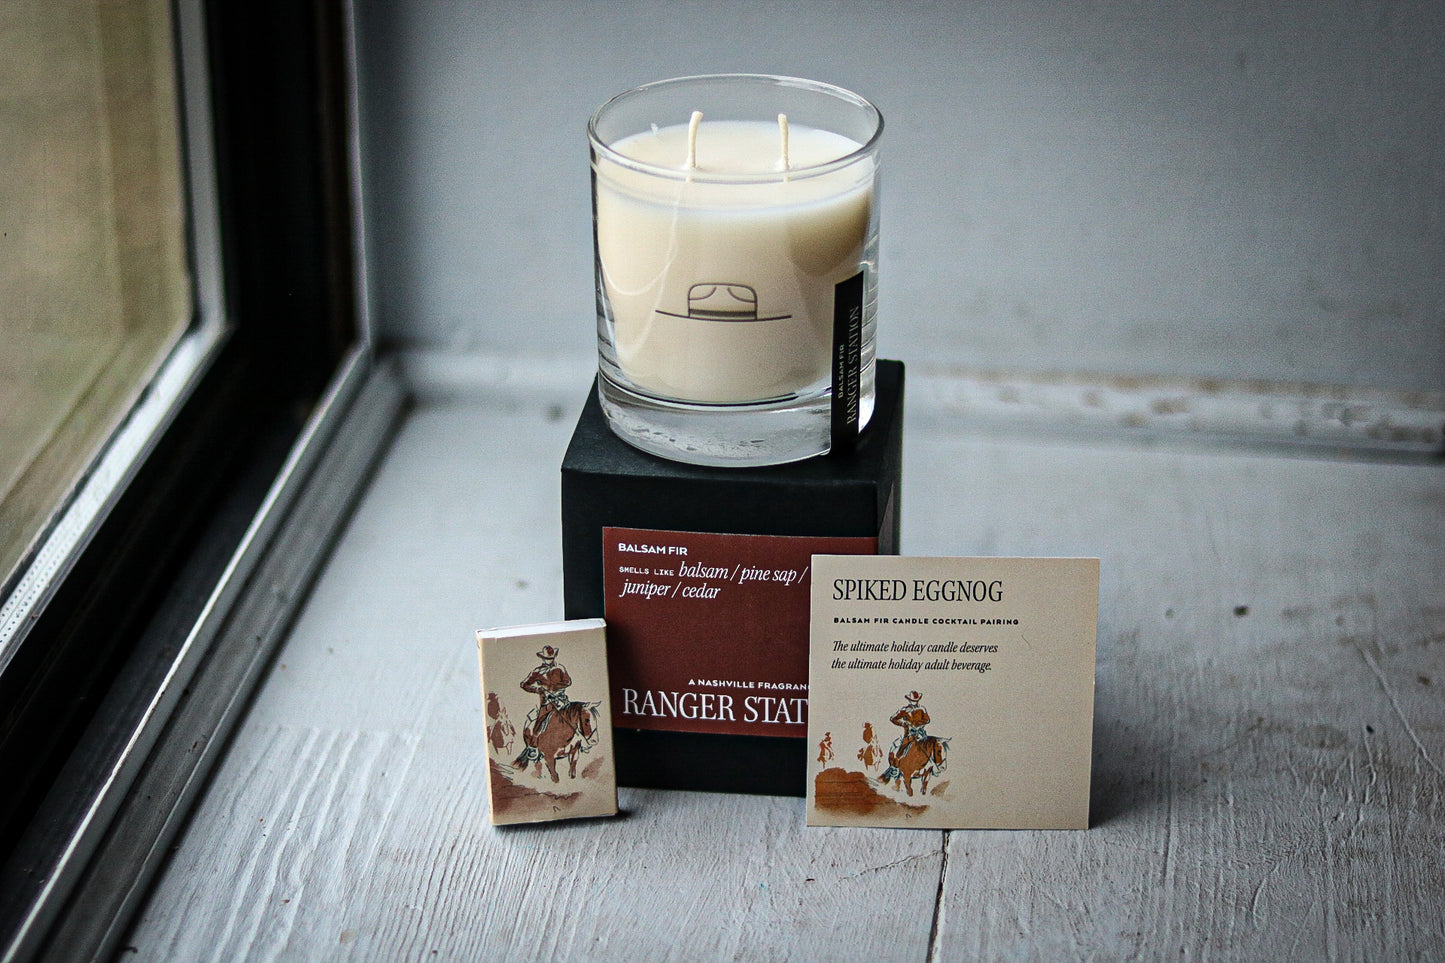 BALSAM FIR
RANGER STATION
BALSAM FIR
SMELLS LIKE balsam / pine sap /
juniper / cedar
A NASHVILLE FRAGRANC
RANGER STAT
SPIKED EGGNOG
BALSAM FIR CANDLE COCKTAIL PAIRING
The ultimate holiday candle deserves
the ultimate holiday adult beverage.